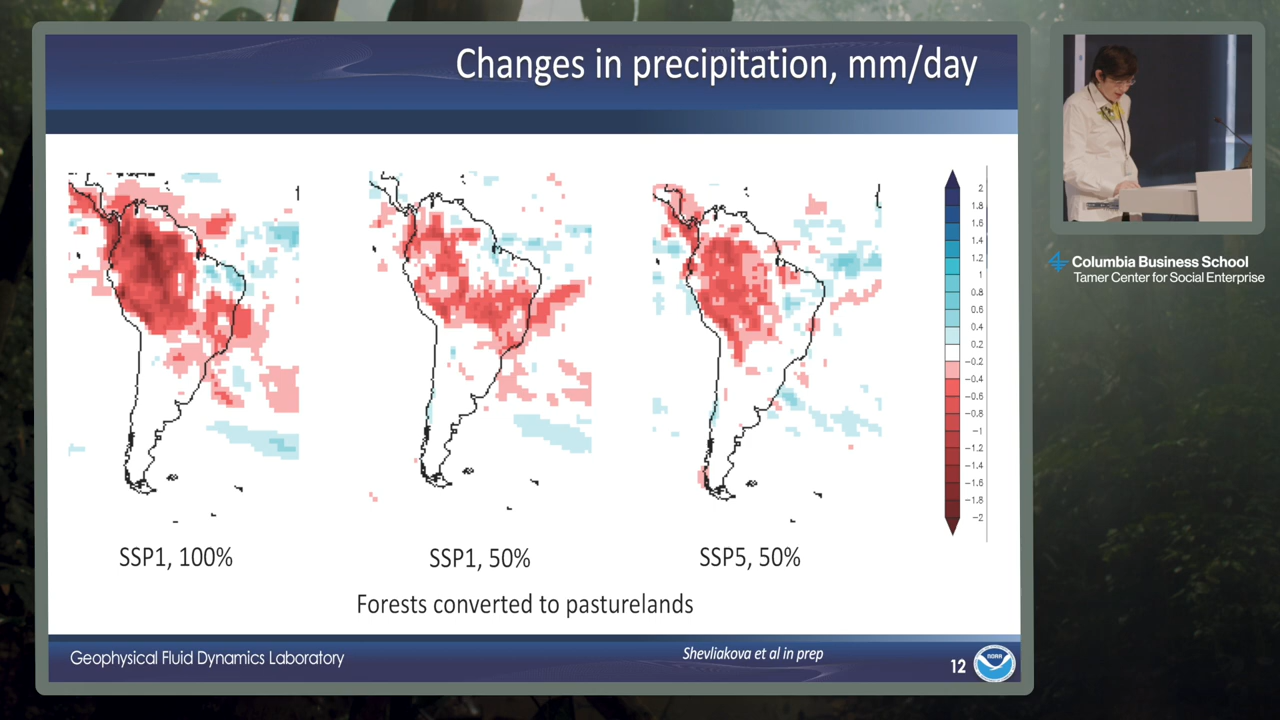 Changes in precipitation, mm/day
2
1.8
1.6
1.4
1.2
1
0.8
0.6
0.4
0.2
−0.2
−0.4
−0.6
−0.8
−1
−1.2
−1.4
−1.6
−1.8
−2
SSP1, 100%
SSP1, 50%
SSP5, 50%
Forests converted to pasturelands
Geophysical Fluid Dynamics Laboratory
Shevliakova et al in prep
12
NOAA
Columbia Business School
Tamer Center for Social Enterprise